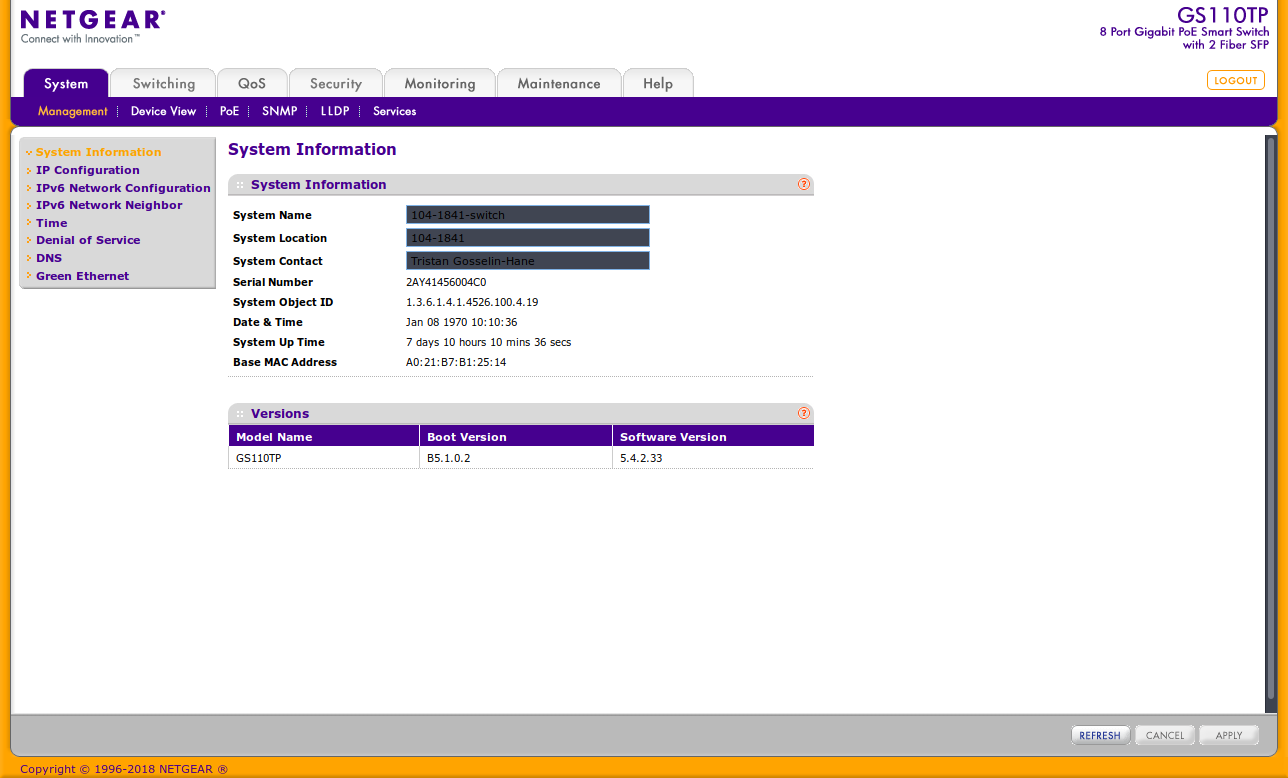 NETGEAR®
Connect with Innovation™
GS110TP
8 Port Gigabit PoE Smart Switch
with 2 Fiber SFP
System Switching QoS Security Monitoring Maintenance Help
LOGOUT
Management Device View PoE SNMP LLDP Services
System Information
IP Configuration
IPv6 Network Configuration
IPv6 Network Neighbor
Time
Denial of Service
DNS
Green Ethernet
System Information
System Information ?
System Name 104-1841-switch
System Location 104-1841
System Contact Tristan Gosselin-Hane
Serial Number 2AY41456004C0
System Object ID 1.3.6.1.4.1.4526.100.4.19
Date & Time Jan 08 1970 10:10:36
System Up Time 7 days 10 hours 10 mins 36 secs
Base MAC Address A0:21:B7:B1:25:14
Versions ?
Model Name Boot Version Software Version
GS110TP B5.1.0.2 5.4.2.33
REFRESH CANCEL APPLY
Copyright © 1996-2018 NETGEAR ®